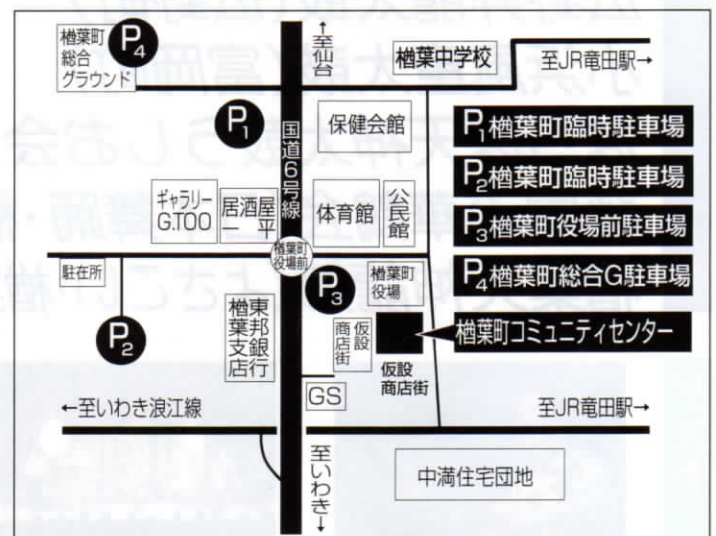 楢葉町
総合
グラウンド
P4
↑至仙台
楢葉中学校
至JR竜田駅→
P1
国道6号線
保健会館
P1楢葉町臨時駐車場
P2楢葉町臨時駐車場
P3楢葉町役場前駐車場
P4楢葉町総合G駐車場
楢葉町コミュニティセンター
ギャラリー
G.TOO
居酒屋
一平
体育館
公民館
楢葉町
役場前
駐在所
P2
P3
楢葉町
役場
東邦銀行
楢葉支店
仮設
商店街
仮設
商店街
GS
←至いわき浪江線
至JR竜田駅→
至いわき↓
中満住宅団地